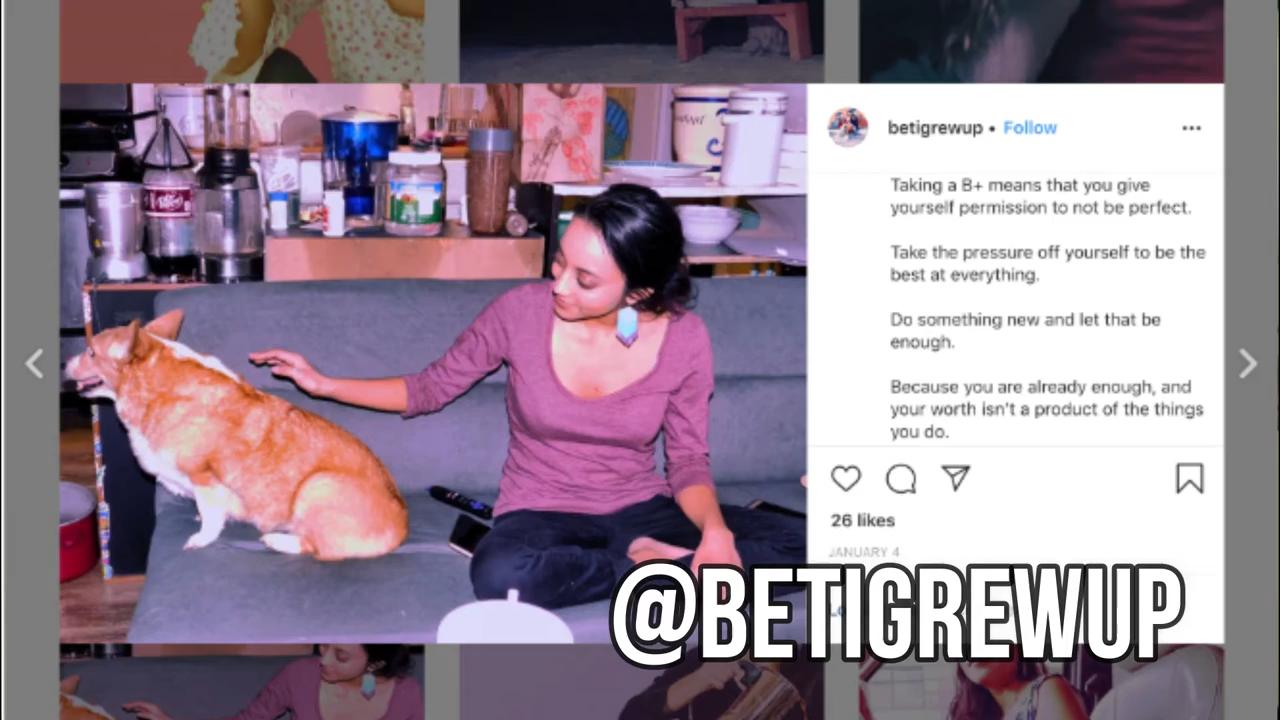 betigrewup • Follow
Taking a B+ means that you give
yourself permission to not be perfect.
Take the pressure off yourself to be the
best at everything.
Do something new and let that be
enough.
Because you are already enough, and
your worth isn't a product of the things
you do.
26 likes
JANUARY 4
@BETIGREWUP